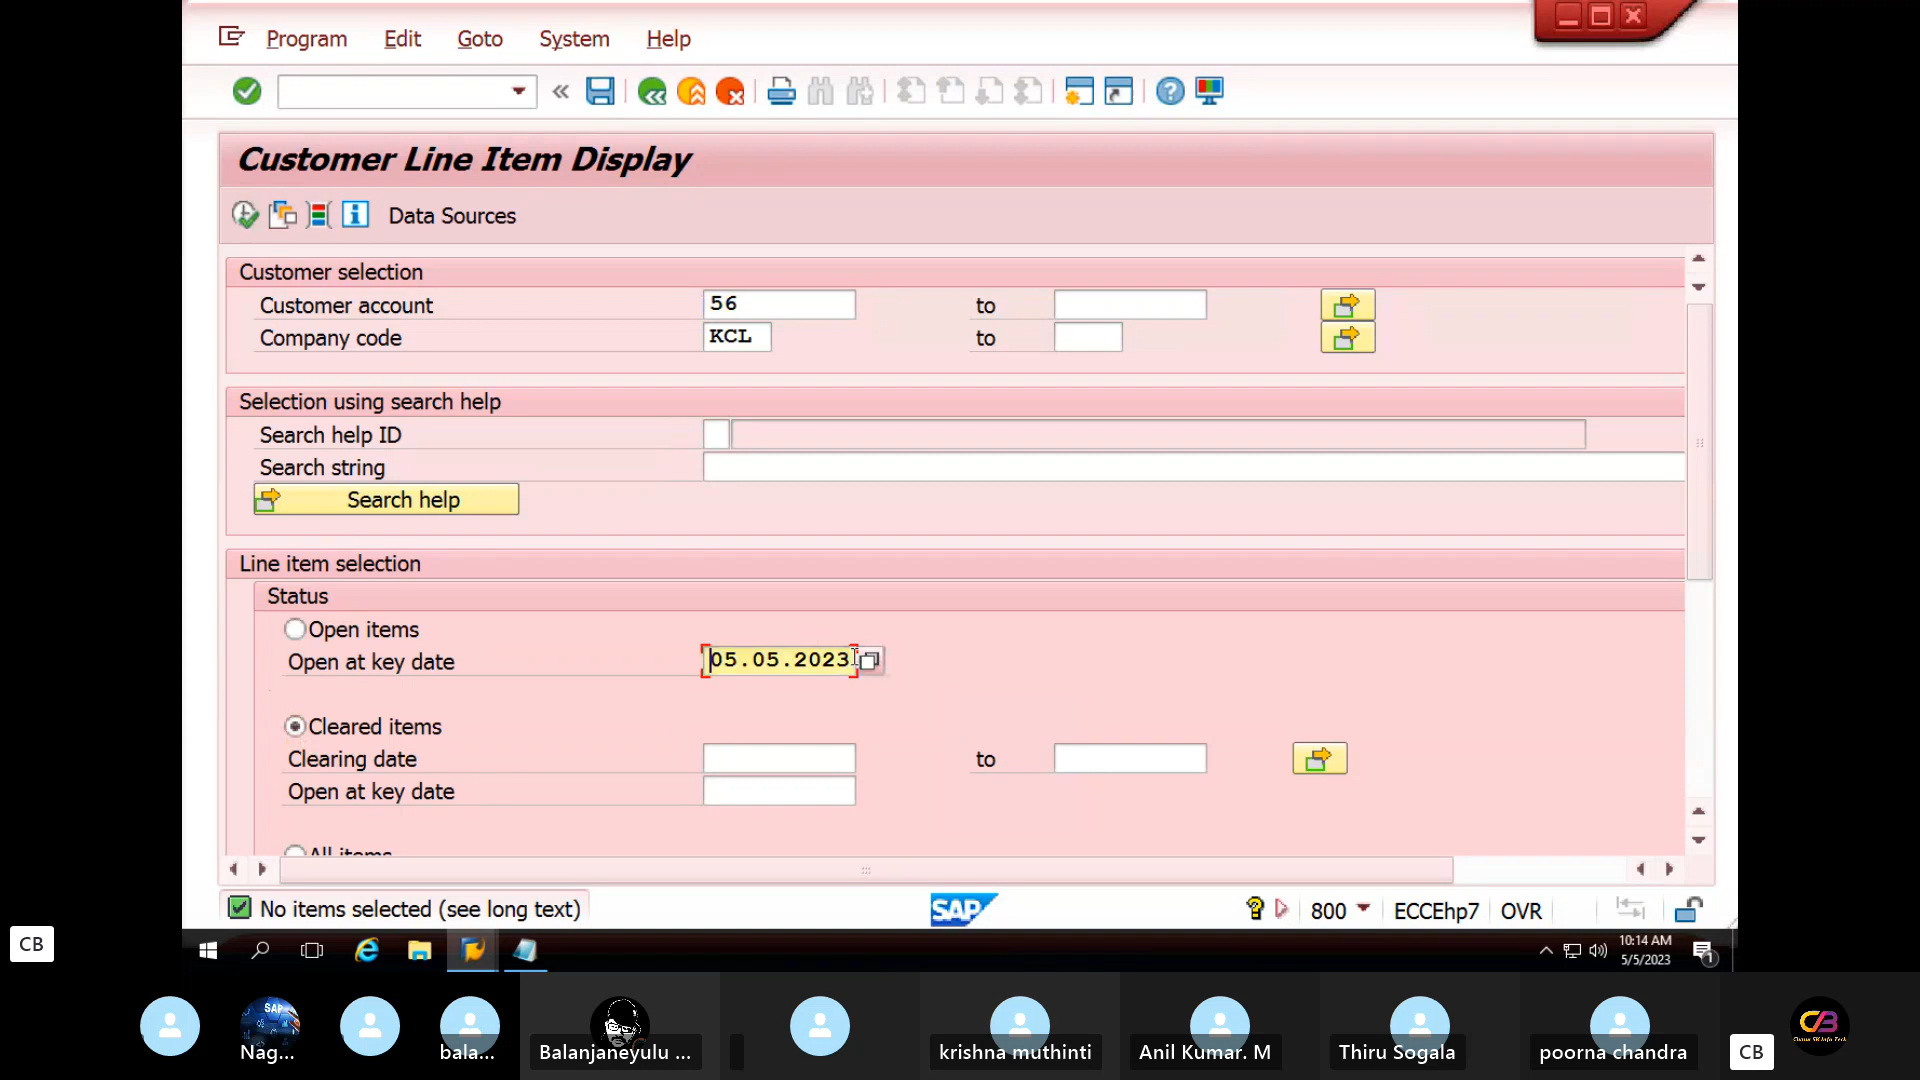 Program Edit Goto System Help
Customer Line Item Display
Data Sources
Customer selection
Customer account 56 to
Company code KCL to
Selection using search help
Search help ID
Search string
Search help
Line item selection
Status
Open items
Open at key date 05.05.2023
Cleared items
Clearing date to
Open at key date
All items
No items selected (see long text) SAP 800 ECCEhp7 OVR
CB
10:14 AM
5/5/2023
1
SAP
Nag...
bala...
Balanjaneyulu ...
krishna muthinti
Anil Kumar. M
Thiru Sogala
poorna chandra
CB